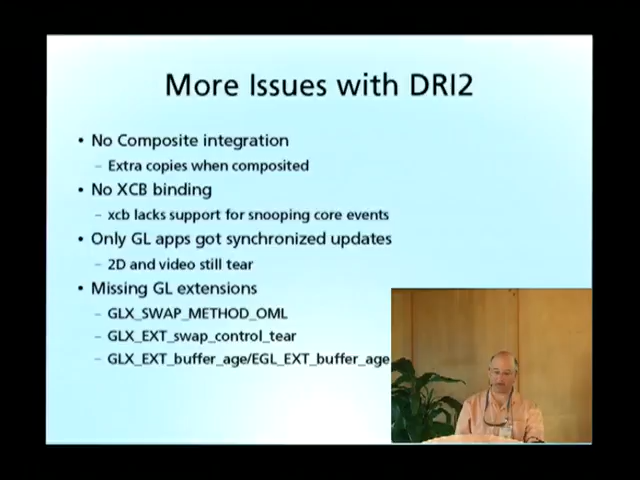 More Issues with DRI2
• No Composite integration
– Extra copies when composited
• No XCB binding
– xcb lacks support for snooping core events
• Only GL apps got synchronized updates
– 2D and video still tear
• Missing GL extensions
– GLX_SWAP_METHOD_OML
– GLX_EXT_swap_control_tear
– GLX_EXT_buffer_age/EGL_EXT_buffer_age